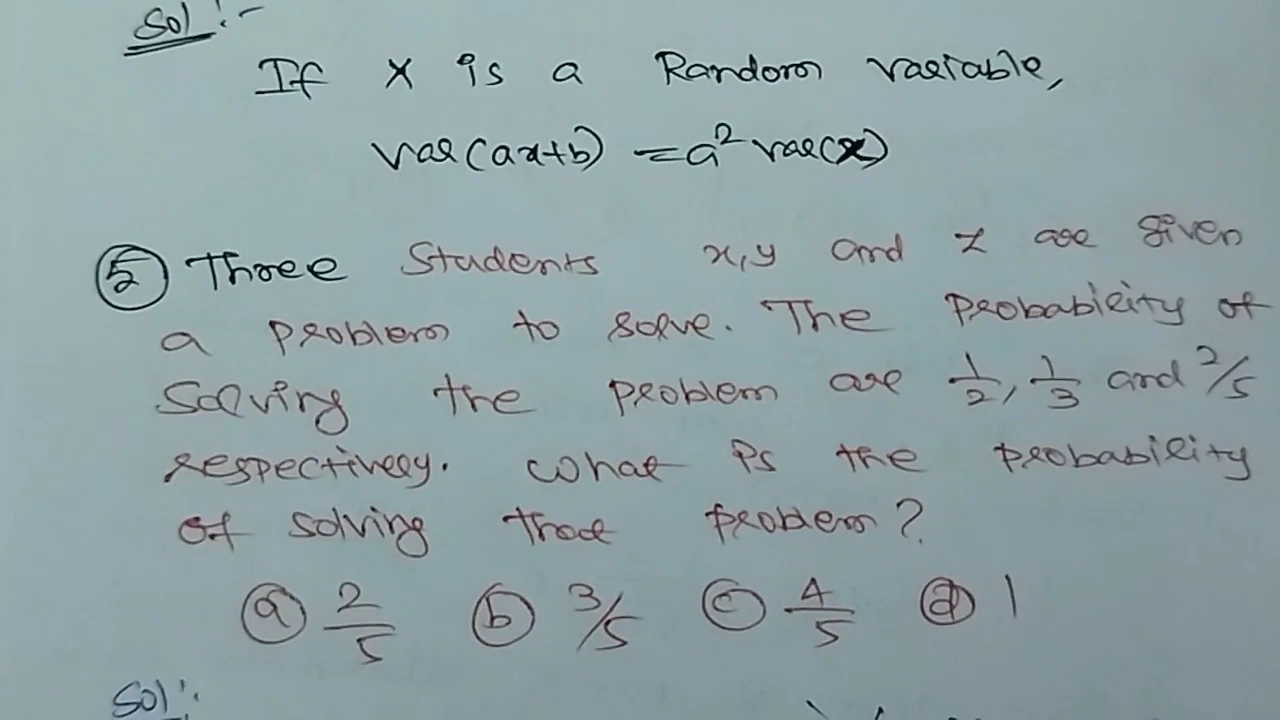 Sol:-
If X is a Random variable,
var(ax+b) = a² var(x)
5 Three Students x,y and z are given
a problem to solve. The probability of
solving the problem are 1/2, 1/3 and 2/5
respectively. What is the probability
of solving that problem?
a 2/5 b 3/5 c 4/5 d 1
Sol: